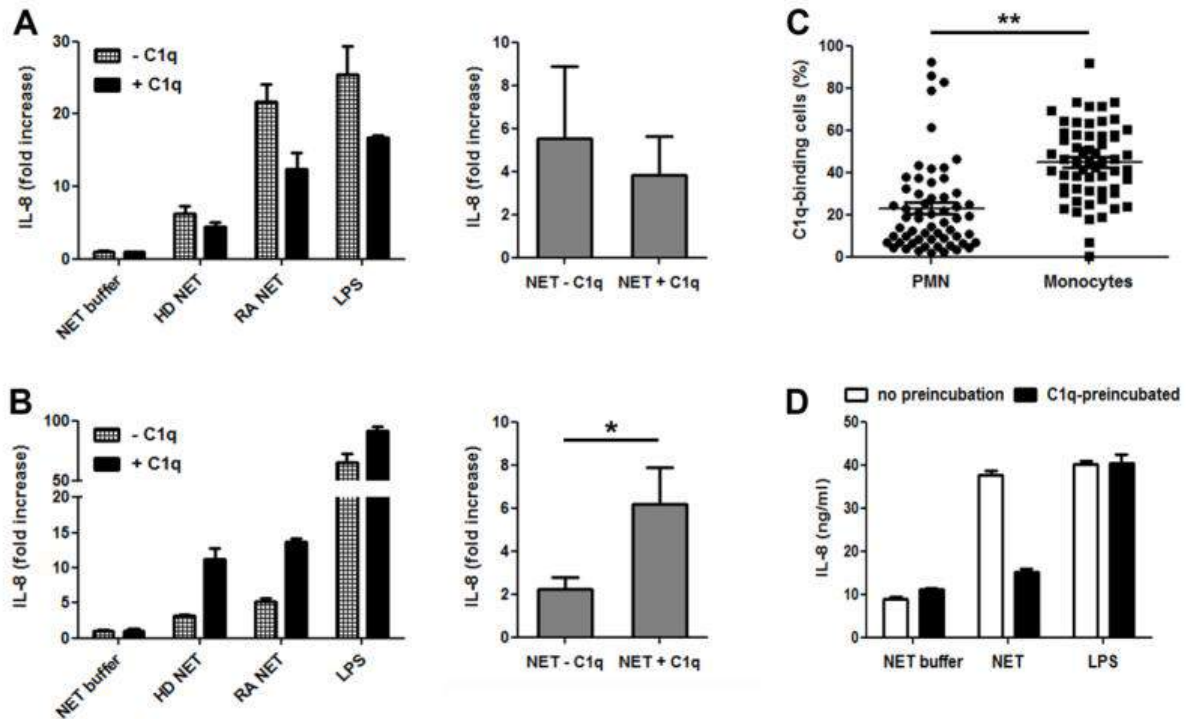 A
IL-8 (fold increase)
30
20
10
0
- C1q
+ C1q
NET buffer
HD NET
RA NET
LPS
IL-8 (fold increase)
10
8
6
4
2
0
NET - C1q
NET + C1q
C
**
C1q-binding cells (%)
100
80
60
40
20
0
PMN
Monocytes
B
IL-8 (fold increase)
100
50
20
15
10
5
0
- C1q
+ C1q
NET buffer
HD NET
RA NET
LPS
*
IL-8 (fold increase)
10
8
6
4
2
0
NET - C1q
NET + C1q
D
no preincubation
C1q-preincubated
IL-8 (ng/ml)
50
40
30
20
10
0
NET buffer
NET
LPS